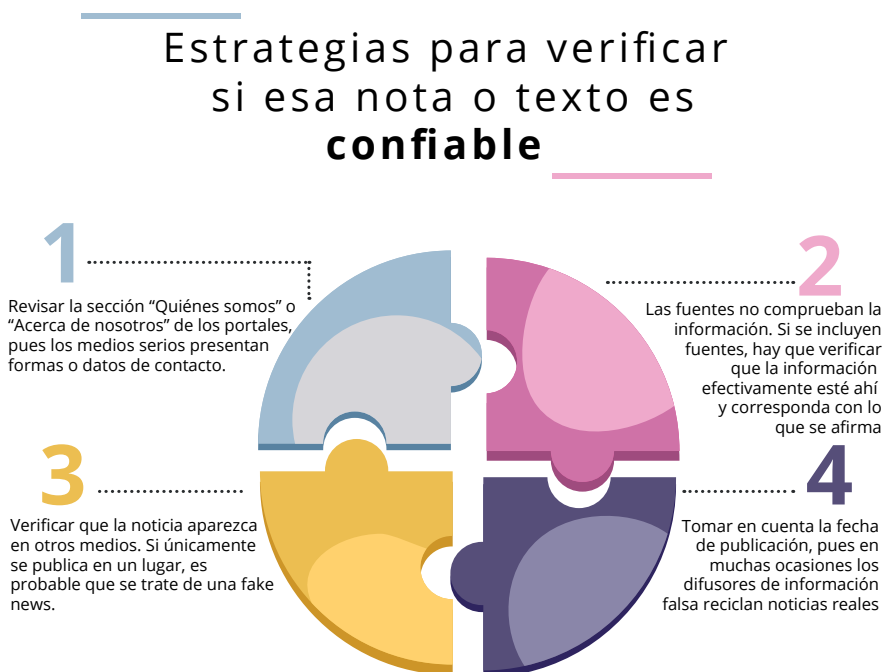 Estrategias para verificar
si esa nota o texto es
confiable
1
Revisar la sección “Quiénes somos” o
“Acerca de nosotros” de los portales,
pues los medios serios presentan
formas o datos de contacto.
2
Las fuentes no comprueban la
información. Si se incluyen
fuentes, hay que verificar
que la información
efectivamente esté ahí
y corresponda con lo
que se afirma
3
Verificar que la noticia aparezca
en otros medios. Si únicamente
se publica en un lugar, es
probable que se trate de una fake
news.
4
Tomar en cuenta la fecha
de publicación, pues en
muchas ocasiones los
difusores de información
falsa reciclan noticias reales